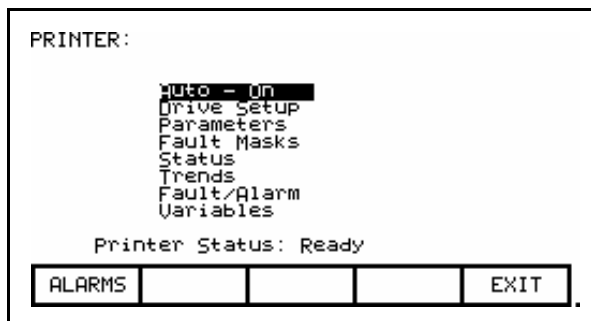 PRINTER:
Auto - On
Drive Setup
Parameters
Fault Masks
Status
Trends
Fault/Alarm
Variables
Printer Status: Ready
ALARMS EXIT